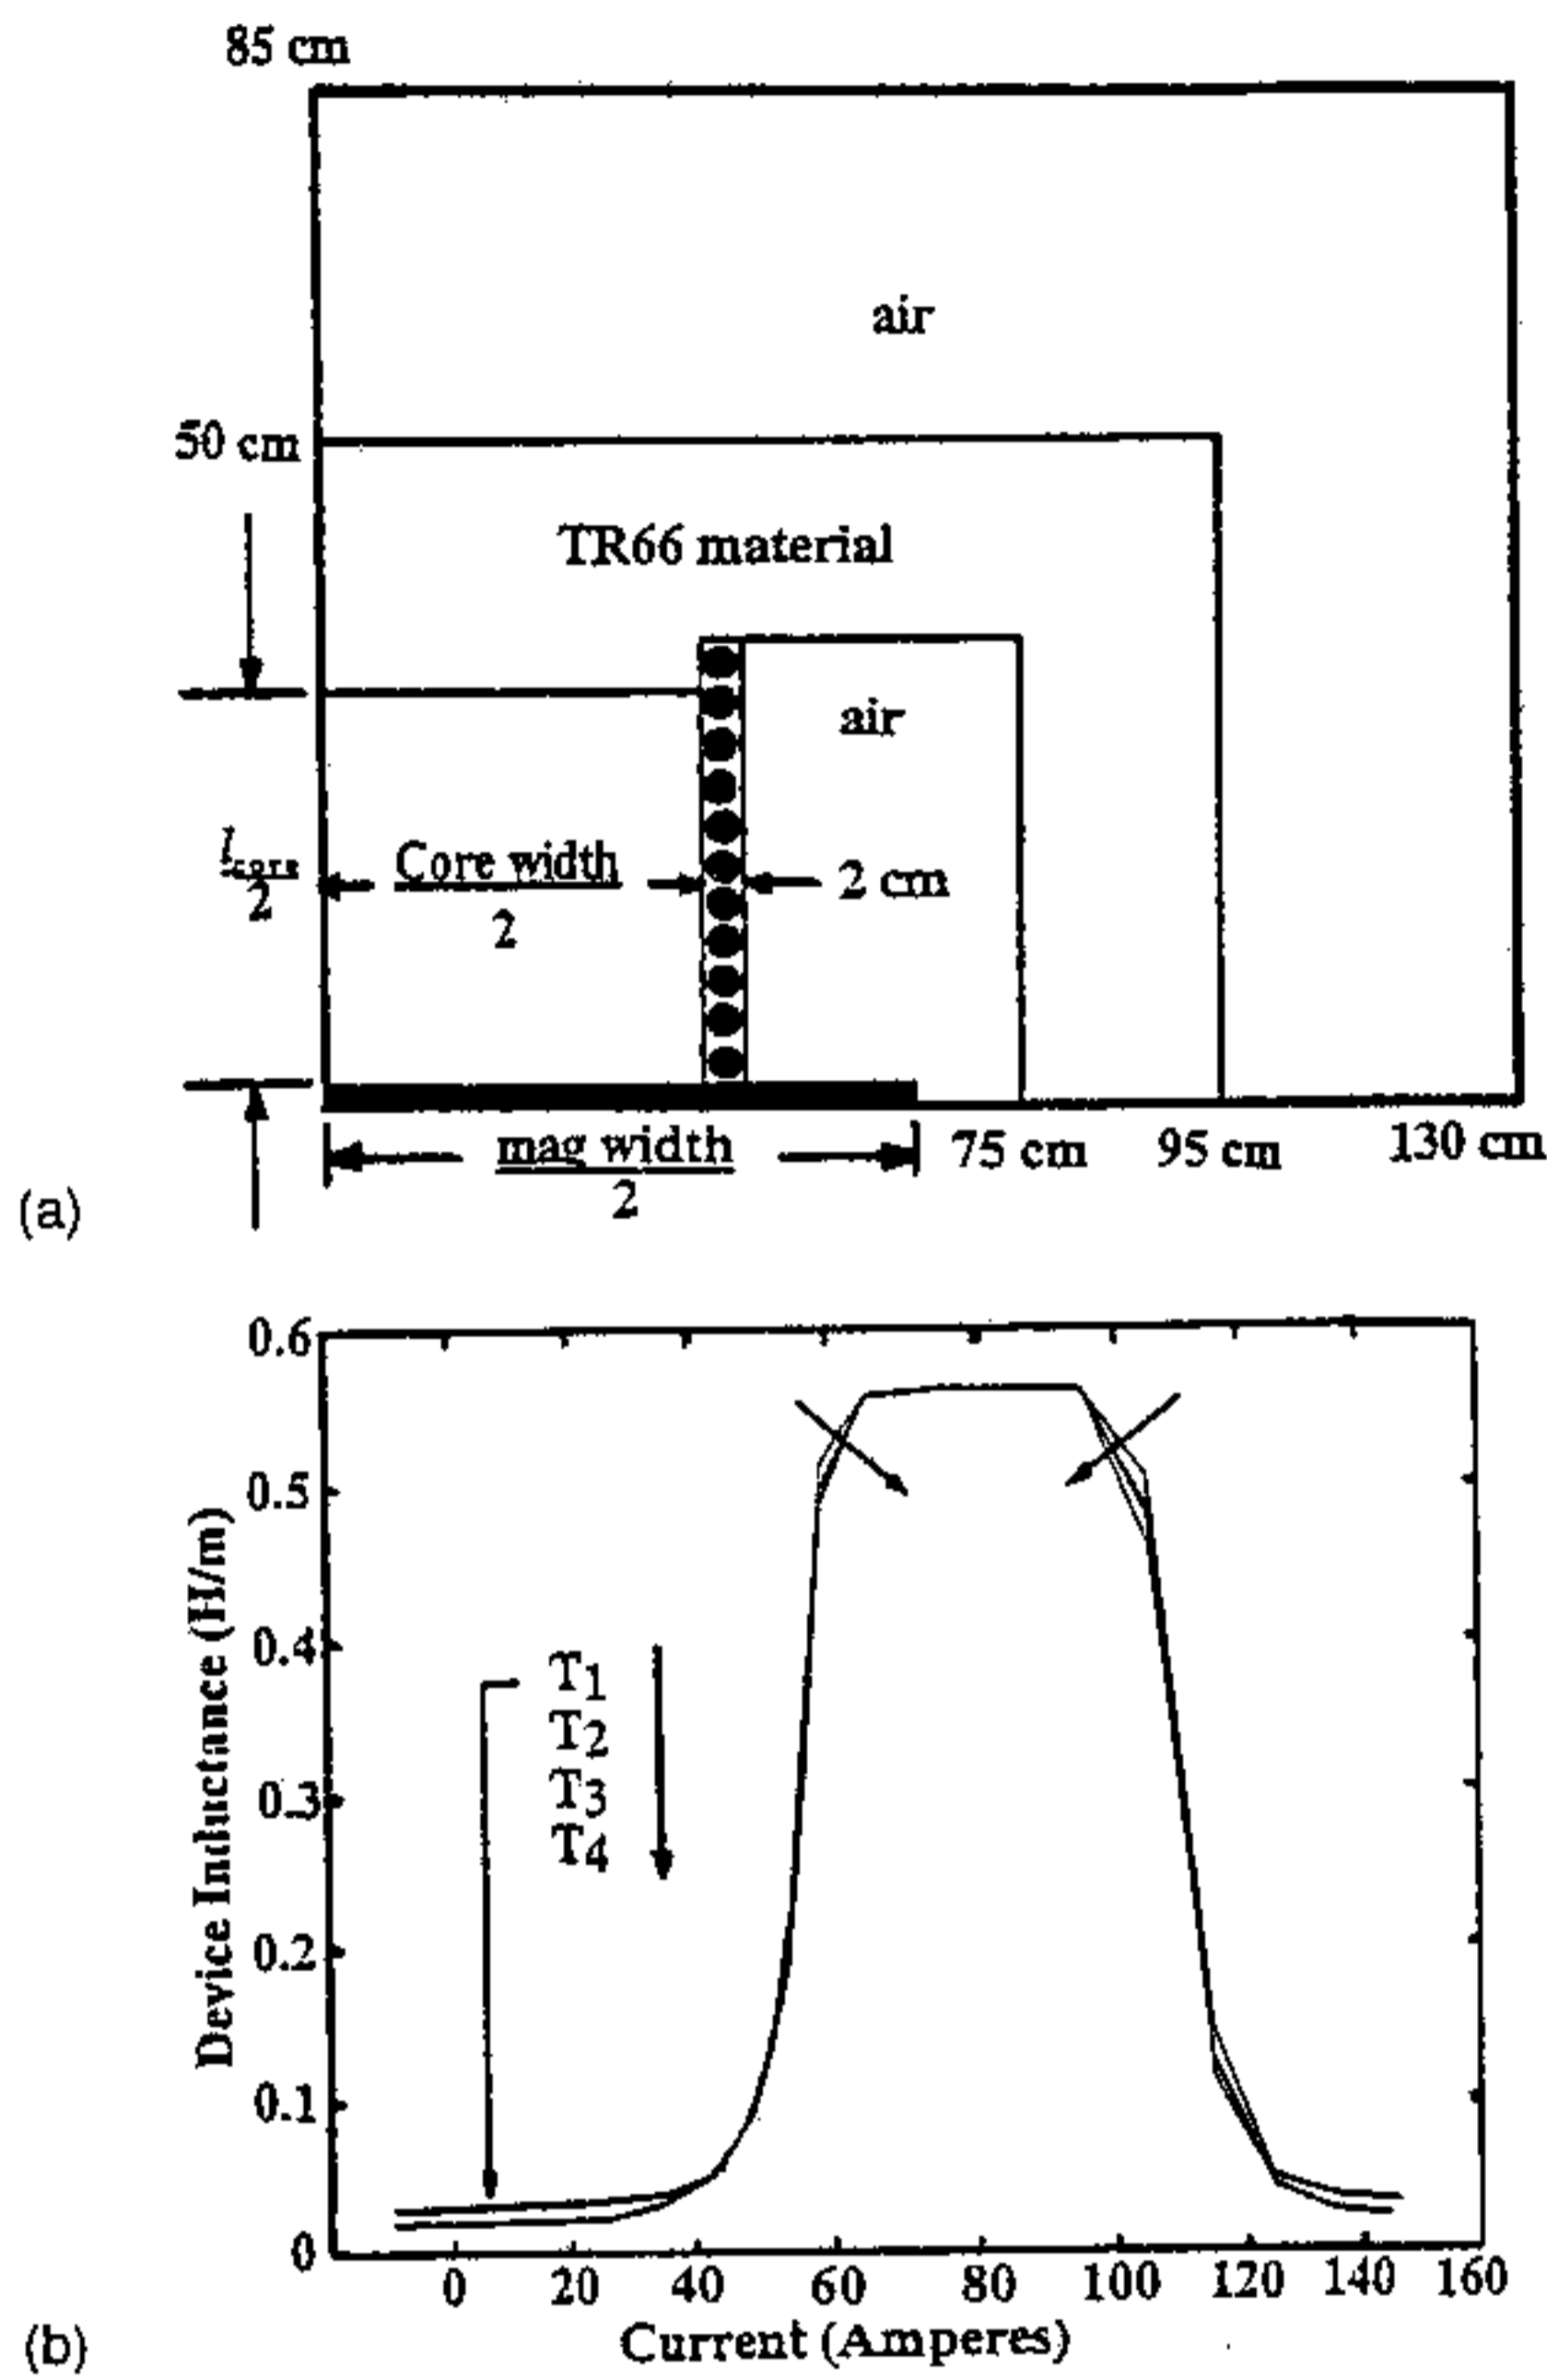 85 cm
air
50 cm
TR66 material
air
l core
2
Core width
2
2 cm
mag width
2
75 cm
95 cm
130 cm
(a)
0.6
0.5
0.4
0.3
0.2
0.1
0
Device Inductance (H/m)
T1
T2
T3
T4
0 20 40 60 80 100 120 140 160
Current (Amperes)
(b)